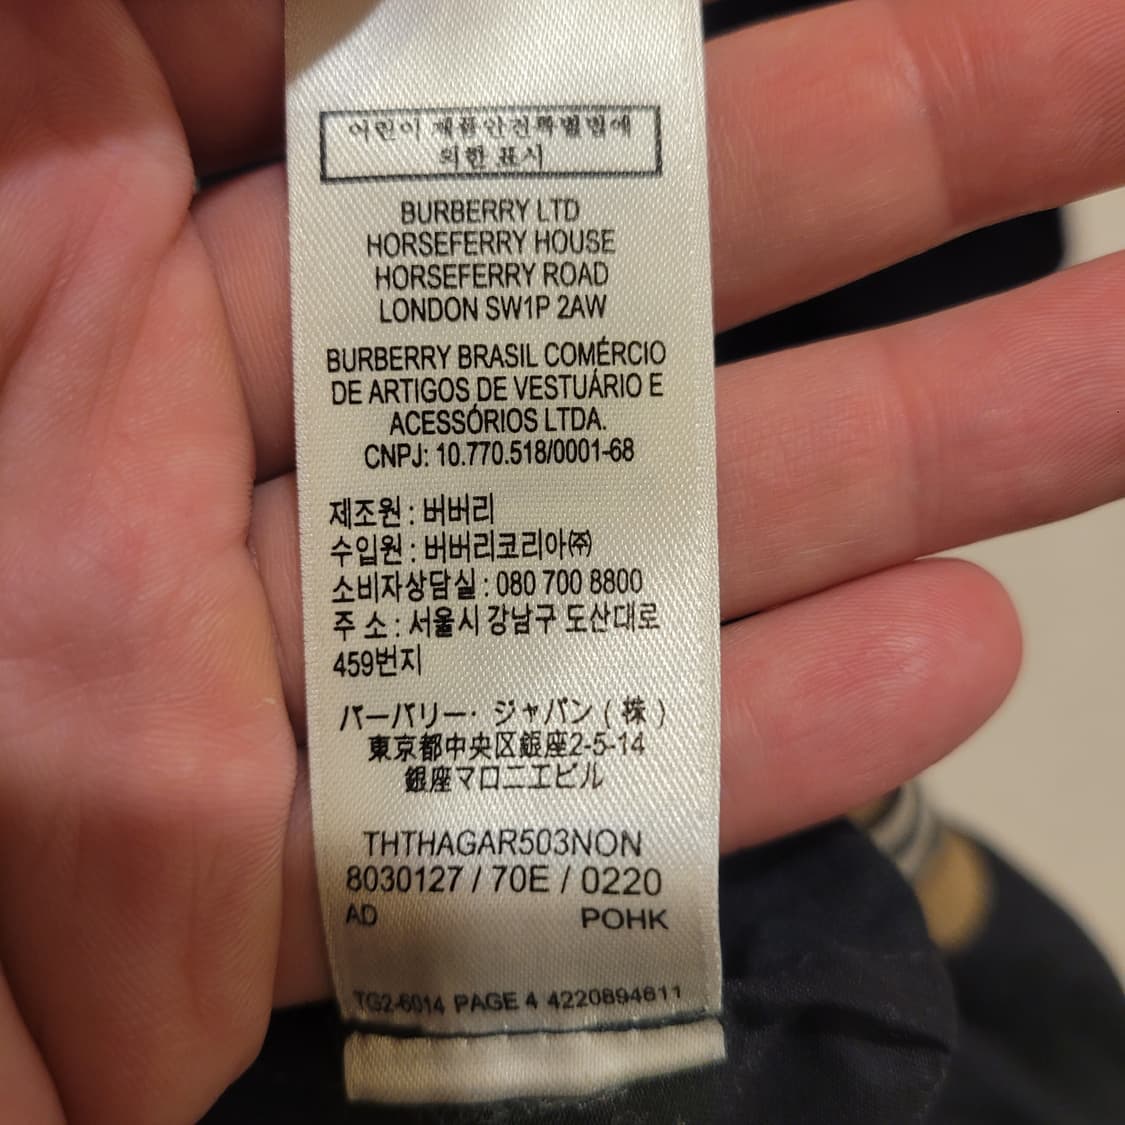 어린이 제품안전특별법에
의한 표시
BURBERRY LTD
HORSEFERRY HOUSE
HORSEFERRY ROAD
LONDON SW1P 2AW
BURBERRY BRASIL COMÉRCIO
DE ARTIGOS DE VESTUÁRIO E
ACESSÓRIOS LTDA.
CNPJ: 10.770.518/0001-68
제조원 : 버버리
수입원 : 버버리코리아㈜
소비자상담실 : 080 700 8800
주 소 : 서울시 강남구 도산대로
459번지
バーバリー· ジャパン ( 株 )
東京都中央区銀座2-5-14
銀座マロニエビル
THTHAGAR503NON
8030127 / 70E / 0220
AD POHK
TG2-6014 PAGE 4 4220894611